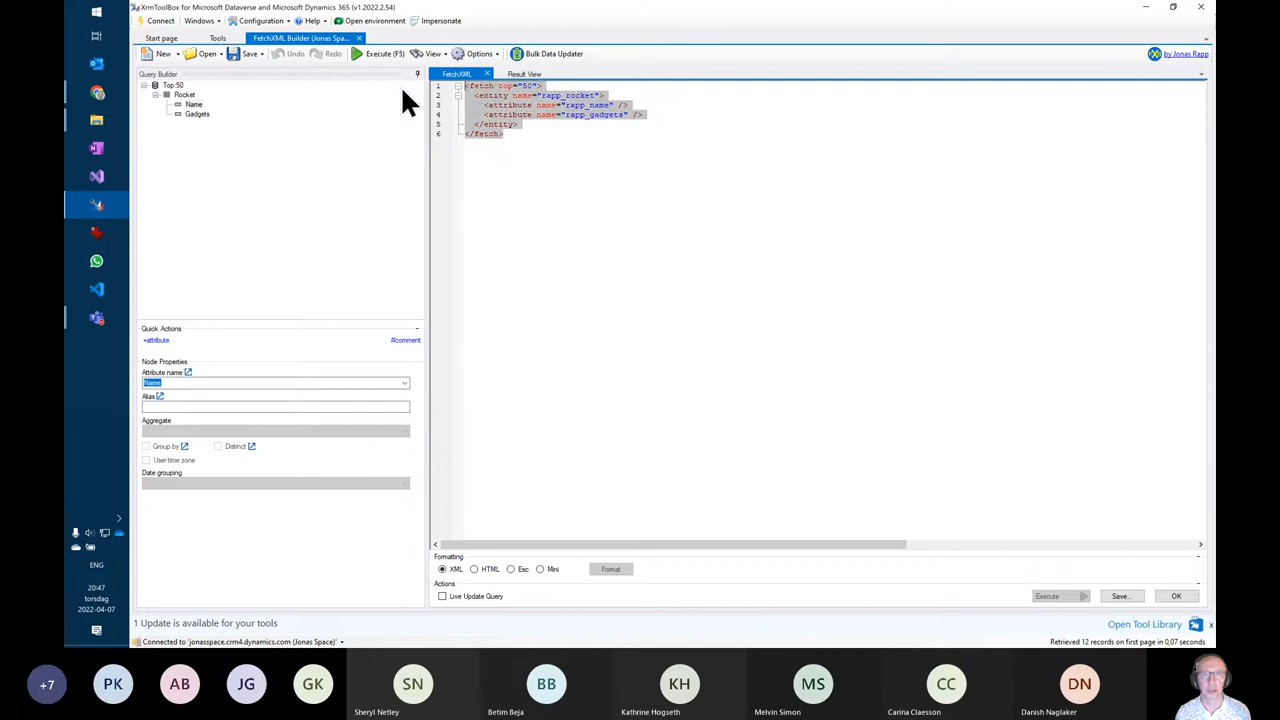 XrmToolBox for Microsoft Dataverse and Microsoft Dynamics 365 (v1.2022.2.54)
Connect Windows Configuration Help Open environment Impersonate
Start page Tools FetchXML Builder (Jonas Spa...
New Open Save Undo Redo Execute (F5) View Options Bulk Data Updater by Jonas Rapp
Query Builder
Top:50
Rocket
Name
Gadgets
FetchXML Result View
1 <fetch top="50">
2 <entity name="rapp_rocket">
3 <attribute name="rapp_name" />
4 <attribute name="rapp_gadgets" />
5 </entity>
6 </fetch>
Quick Actions
+attribute #comment
Node Properties
Attribute name
Name
Alias
Aggregate
Group by Distinct
User time zone
Date grouping
Formatting
XML HTML Esc Mini Format
Actions
Live Update Query Execute Save... OK
1 Update is available for your tools
Open Tool Library x
Connected to 'jonasspace.crm4.dynamics.com (Jonas Space)
Retrieved 12 records on first page in 0,07 seconds
ENG
20:47
torsdag
2022-04-07
+7 PK AB JG GK SN BB KH MS CC DN
Sheryl Netley Betim Beja Kathrine Hogseth Melvin Simon Carina Claesson Danish Naglaker